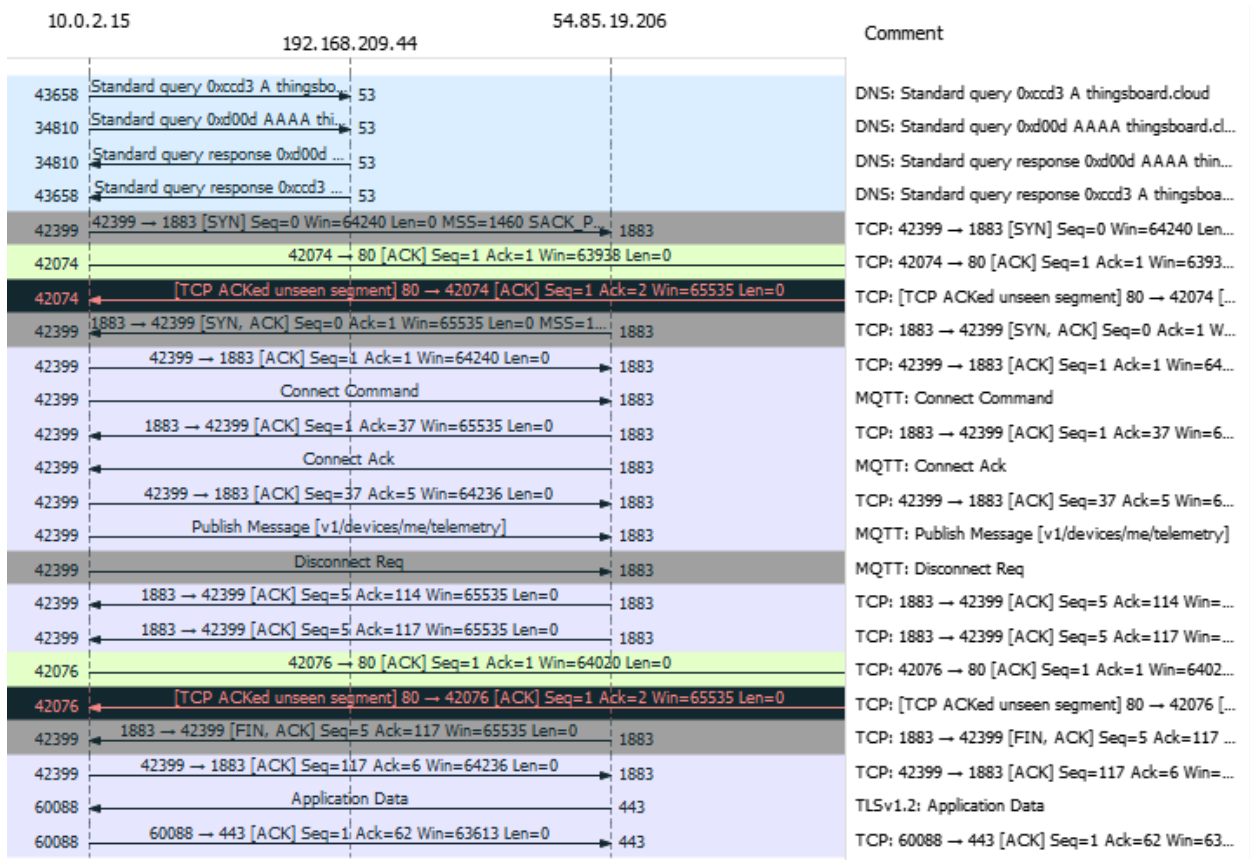 10.0.2.15 54.85.19.206
192.168.209.44 Comment
43658 Standard query 0xccd3 A thingsbo... 53 DNS: Standard query 0xccd3 A thingsboard.cloud
34810 Standard query 0xd00d AAAA thi... 53 DNS: Standard query 0xd00d AAAA thingsboard.cl...
34810 Standard query response 0xd00d ... 53 DNS: Standard query response 0xd00d AAAA thin...
43658 Standard query response 0xccd3 ... 53 DNS: Standard query response 0xccd3 A thingsboa...
42399 42399 → 1883 [SYN] Seq=0 Win=64240 Len=0 MSS=1460 SACK_P... 1883 TCP: 42399 → 1883 [SYN] Seq=0 Win=64240 Len...
42074 42074 → 80 [ACK] Seq=1 Ack=1 Win=63938 Len=0 TCP: 42074 → 80 [ACK] Seq=1 Ack=1 Win=6393...
42074 [TCP ACKed unseen segment] 80 → 42074 [ACK] Seq=1 Ack=2 Win=65535 Len=0 TCP: [TCP ACKed unseen segment] 80 → 42074 [...
42399 1883 → 42399 [SYN, ACK] Seq=0 Ack=1 Win=65535 Len=0 MSS=1... 1883 TCP: 1883 → 42399 [SYN, ACK] Seq=0 Ack=1 W...
42399 42399 → 1883 [ACK] Seq=1 Ack=1 Win=64240 Len=0 1883 TCP: 42399 → 1883 [ACK] Seq=1 Ack=1 Win=64...
42399 Connect Command 1883 MQTT: Connect Command
42399 1883 → 42399 [ACK] Seq=1 Ack=37 Win=65535 Len=0 1883 TCP: 1883 → 42399 [ACK] Seq=1 Ack=37 Win=6...
42399 Connect Ack 1883 MQTT: Connect Ack
42399 42399 → 1883 [ACK] Seq=37 Ack=5 Win=64236 Len=0 1883 TCP: 42399 → 1883 [ACK] Seq=37 Ack=5 Win=6...
42399 Publish Message [v1/devices/me/telemetry] 1883 MQTT: Publish Message [v1/devices/me/telemetry]
42399 Disconnect Req 1883 MQTT: Disconnect Req
42399 1883 → 42399 [ACK] Seq=5 Ack=114 Win=65535 Len=0 1883 TCP: 1883 → 42399 [ACK] Seq=5 Ack=114 Win=...
42399 1883 → 42399 [ACK] Seq=5 Ack=117 Win=65535 Len=0 1883 TCP: 1883 → 42399 [ACK] Seq=5 Ack=117 Win=...
42076 42076 → 80 [ACK] Seq=1 Ack=1 Win=64020 Len=0 TCP: 42076 → 80 [ACK] Seq=1 Ack=1 Win=6402...
42076 [TCP ACKed unseen segment] 80 → 42076 [ACK] Seq=1 Ack=2 Win=65535 Len=0 TCP: [TCP ACKed unseen segment] 80 → 42076 [...
42399 1883 → 42399 [FIN, ACK] Seq=5 Ack=117 Win=65535 Len=0 1883 TCP: 1883 → 42399 [FIN, ACK] Seq=5 Ack=117 ...
42399 42399 → 1883 [ACK] Seq=117 Ack=6 Win=64236 Len=0 1883 TCP: 42399 → 1883 [ACK] Seq=117 Ack=6 Win=...
60088 Application Data 443 TLSv1.2: Application Data
60088 60088 → 443 [ACK] Seq=1 Ack=62 Win=63613 Len=0 443 TCP: 60088 → 443 [ACK] Seq=1 Ack=62 Win=63...